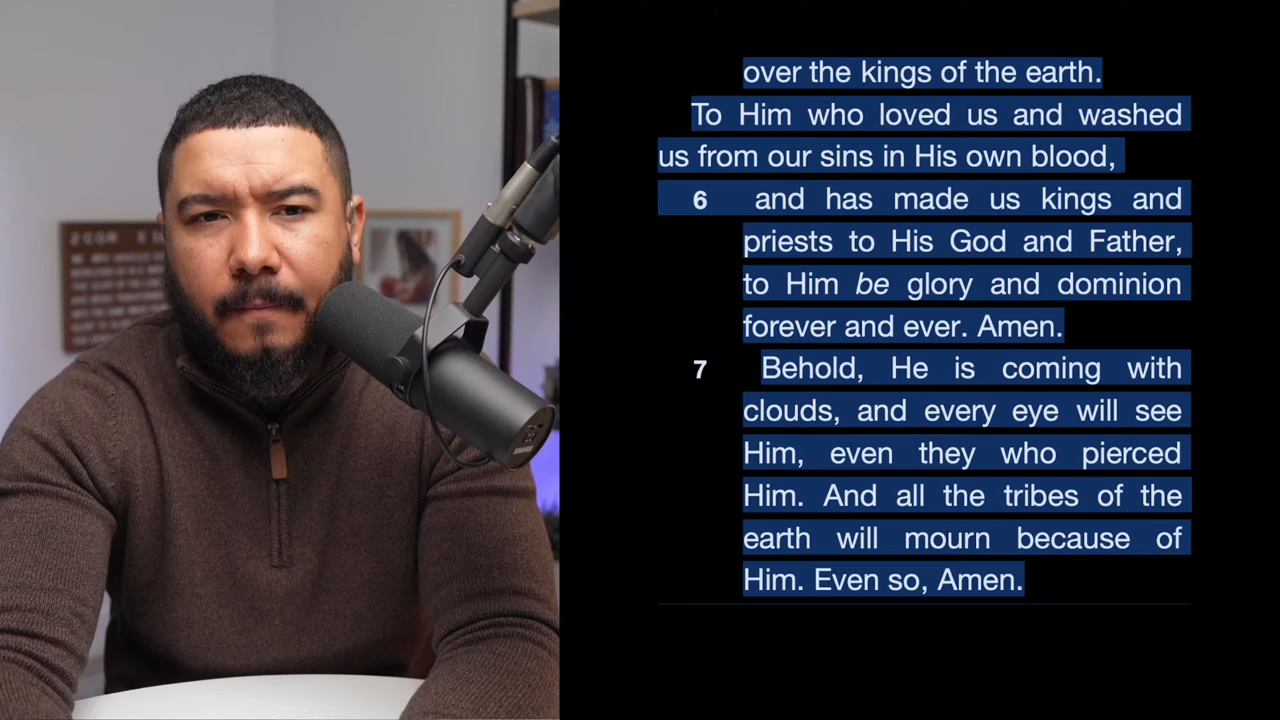 over the kings of the earth.
To Him who loved us and washed
us from our sins in His own blood,
6 and has made us kings and
priests to His God and Father,
to Him be glory and dominion
forever and ever. Amen.
7 Behold, He is coming with
clouds, and every eye will see
Him, even they who pierced
Him. And all the tribes of the
earth will mourn because of
Him. Even so, Amen.
2 COR